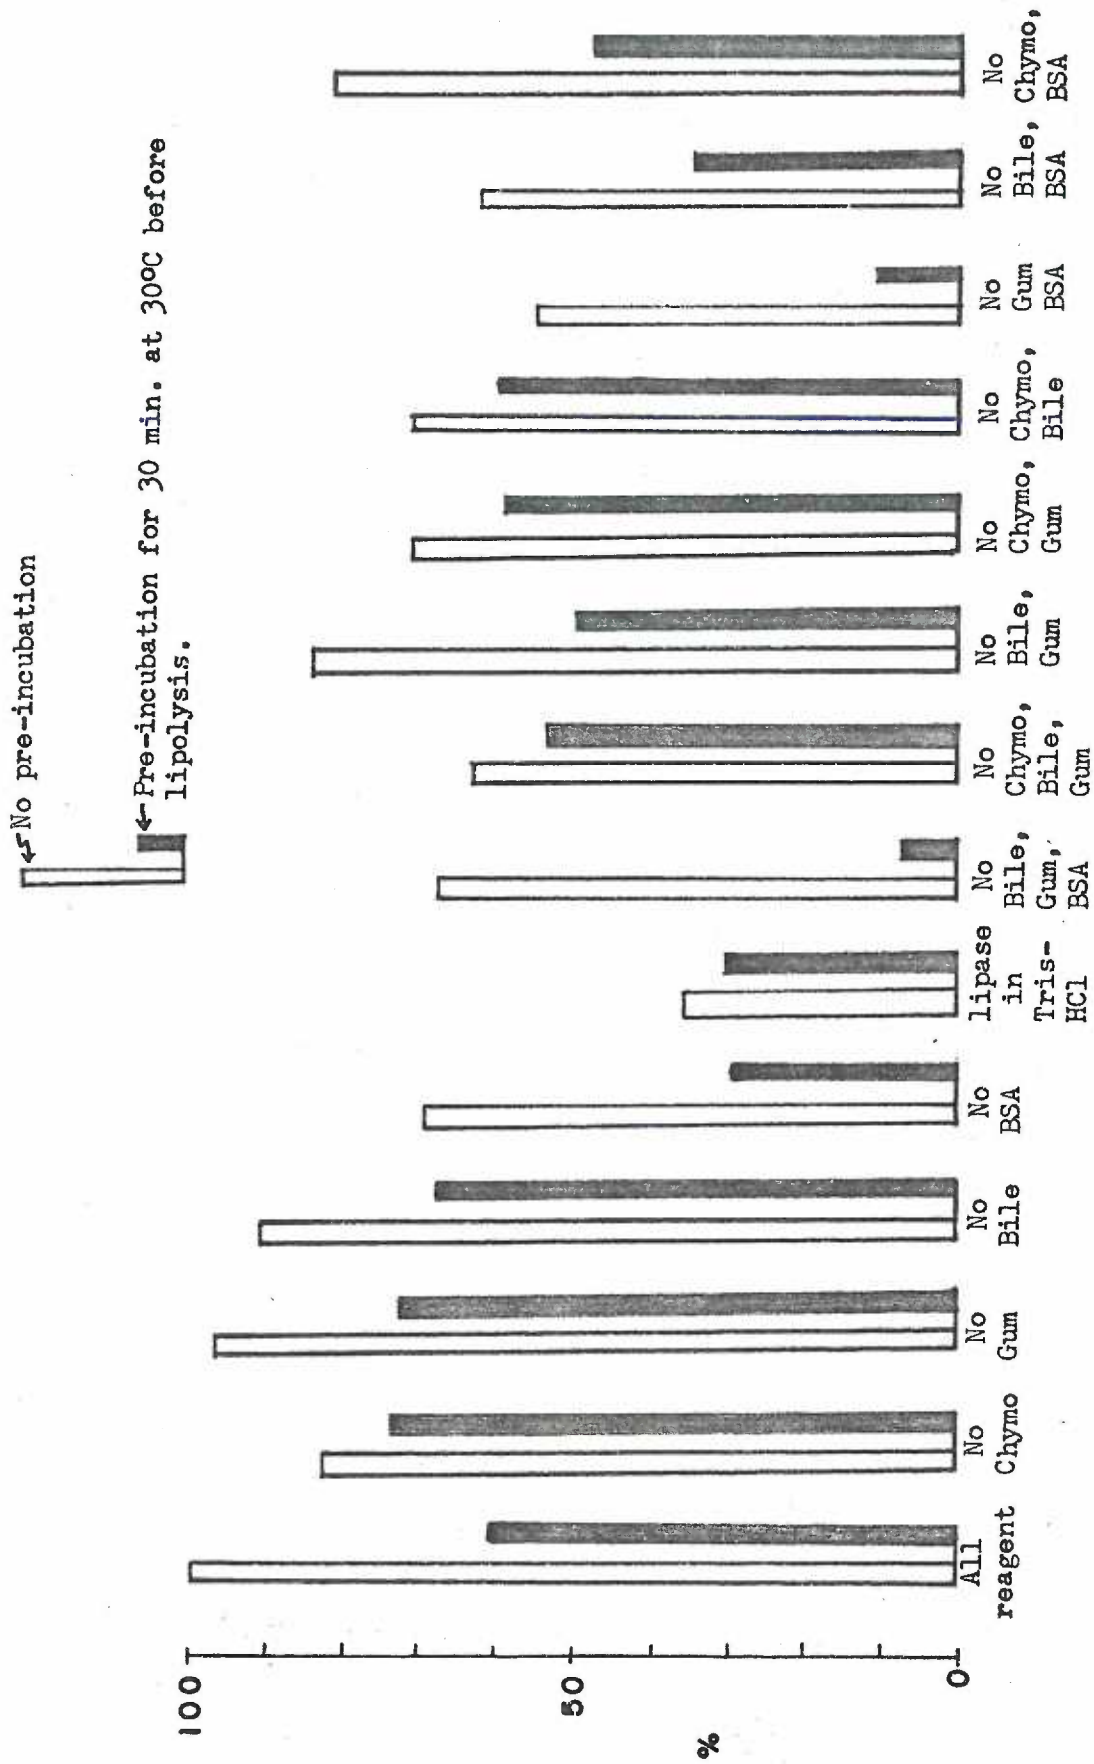 ←No pre-incubation
←Pre-incubation for 30 min. at 30°C before
lipolysis.
100
50
0
%
All
reagent
No
Chymo
No
Gum
No
Bile
No
BSA
lipase
in
Tris-
HCl
No
Bile,
Gum,
BSA
No
Chymo,
Bile,
Gum
No
Bile,
Gum
No
Chymo,
Gum
No
Chymo,
Bile
No
Gum
BSA
No
Bile,
BSA
No
Chymo,
BSA